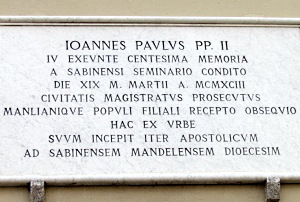 IOANNES PAVLVS PP. II
IV EXEVNTE CENTESIMA MEMORIA
A SABINENSI SEMINARIO CONDITO
DIE XIX M. MARTII A. MCMXCIII
CIVITATIS MAGISTRATVS PROSECVTVS
MANLIANIQVE POPVLI FILIALI RECEPTO OBSEQVIO
HAC EX VRBE
SVVM INCEPIT ITER APOSTOLICVM
AD SABINENSEM MANDELENSEM DIOECESIM